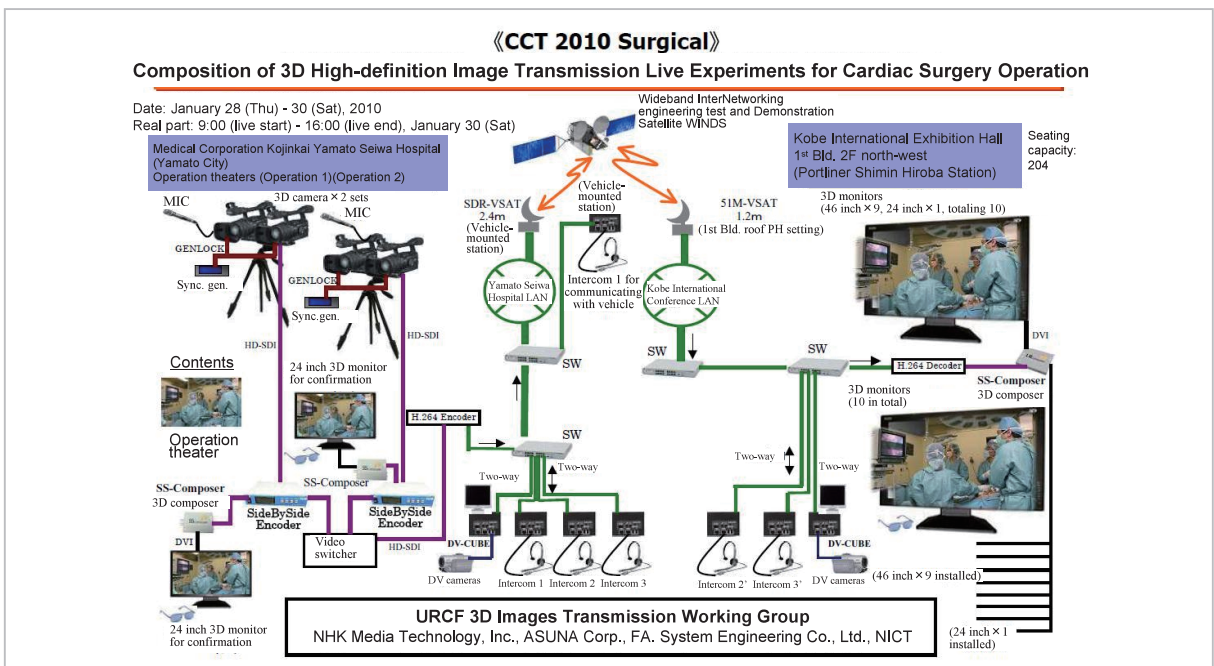 《CCT 2010 Surgical》
Composition of 3D High-definition Image Transmission Live Experiments for Cardiac Surgery Operation
Date: January 28 (Thu) - 30 (Sat), 2010
Real part: 9:00 (live start) - 16:00 (live end), January 30 (Sat)
Medical Corporation Kojinkai Yamato Seiwa Hospital
(Yamato City)
Operation theaters (Operation 1)(Operation 2)
Wideband InterNetworking
engineering test and Demonstration
Satellite WINDS
Kobe International Exhibition Hall
1st Bld. 2F north-west
(Portliner Shimin Hiroba Station)
Seating
capacity:
204
3D camera × 2 sets
MIC
MIC
GENLOCK
Sync. gen.
GENLOCK
Sync.gen.
HD-SDI
HD-SDI
SDR-VSAT
2.4m
(Vehicle-
mounted
station)
(Vehicle-
mounted
station)
Intercom 1 for
communicating
with vehicle
51M-VSAT
1.2m
(1st Bld. roof PH setting)
3D monitors
(46 inch × 9, 24 inch × 1, totaling 10)
Yamato Seiwa
Hospital LAN
Kobe International
Conference LAN
SW
SW
SW
H.264 Decoder
DVI
SS-Composer
3D composer
3D monitors
(10 in total)
Contents
Operation
theater
24 inch 3D monitor
for confirmation
H.264 Encoder
SW
Two-way
Two-way
Two-way
Two-way
SS-Composer
SS-Composer
3D composer
SideBySide
Encoder
SideBySide
Encoder
DVI
Video
switcher
HD-SDI
DV-CUBE
DV cameras
Intercom 1
Intercom 2
Intercom 3
Intercom 2'
Intercom 3'
DV-CUBE
DV cameras
(46 inch × 9 installed)
24 inch 3D monitor
for confirmation
(24 inch × 1
installed)
URCF 3D Images Transmission Working Group
NHK Media Technology, Inc., ASUNA Corp., FA. System Engineering Co., Ltd., NICT